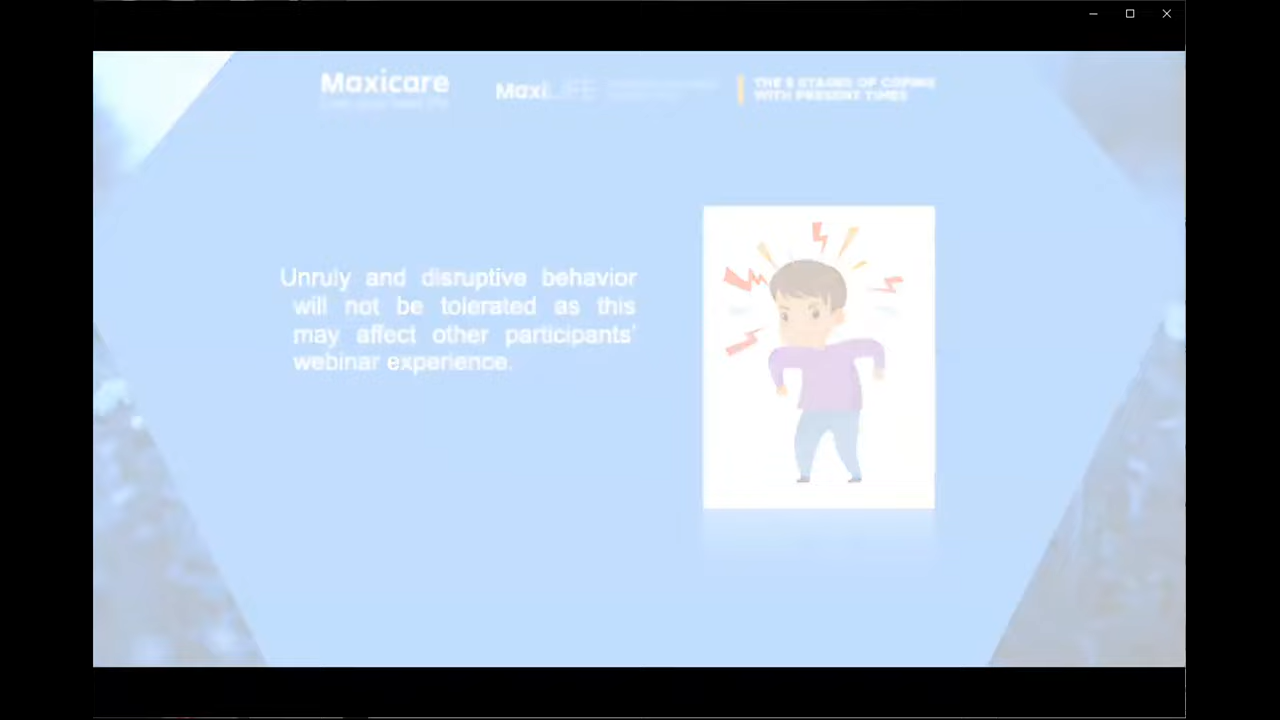 Maxicare
MaxiLIFE
THE 5 STAGES OF COPING
WITH PRESENT TIMES
Unruly and disruptive behavior
will not be tolerated as this
may affect other participants'
webinar experience.